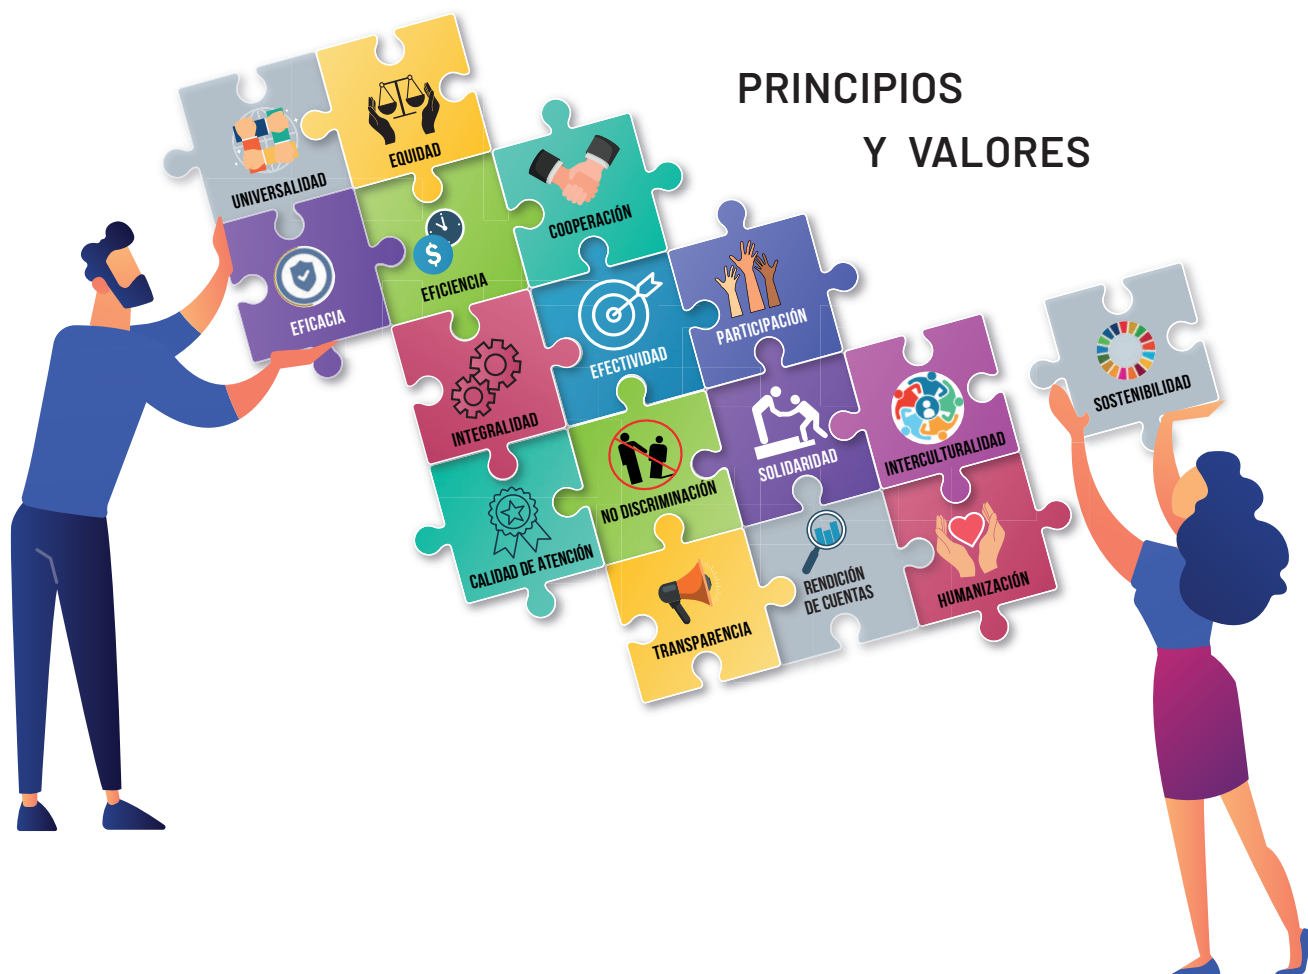 PRINCIPIOS
Y VALORES
UNIVERSALIDAD
EQUIDAD
EFICACIA
EFICIENCIA
$
COOPERACIÓN
INTEGRALIDAD
EFECTIVIDAD
PARTICIPACIÓN
CALIDAD DE ATENCIÓN
NO DISCRIMINACIÓN
SOLIDARIDAD
INTERCULTURALIDAD
TRANSPARENCIA
RENDICIÓN
DE CUENTAS
HUMANIZACIÓN
SOSTENIBILIDAD